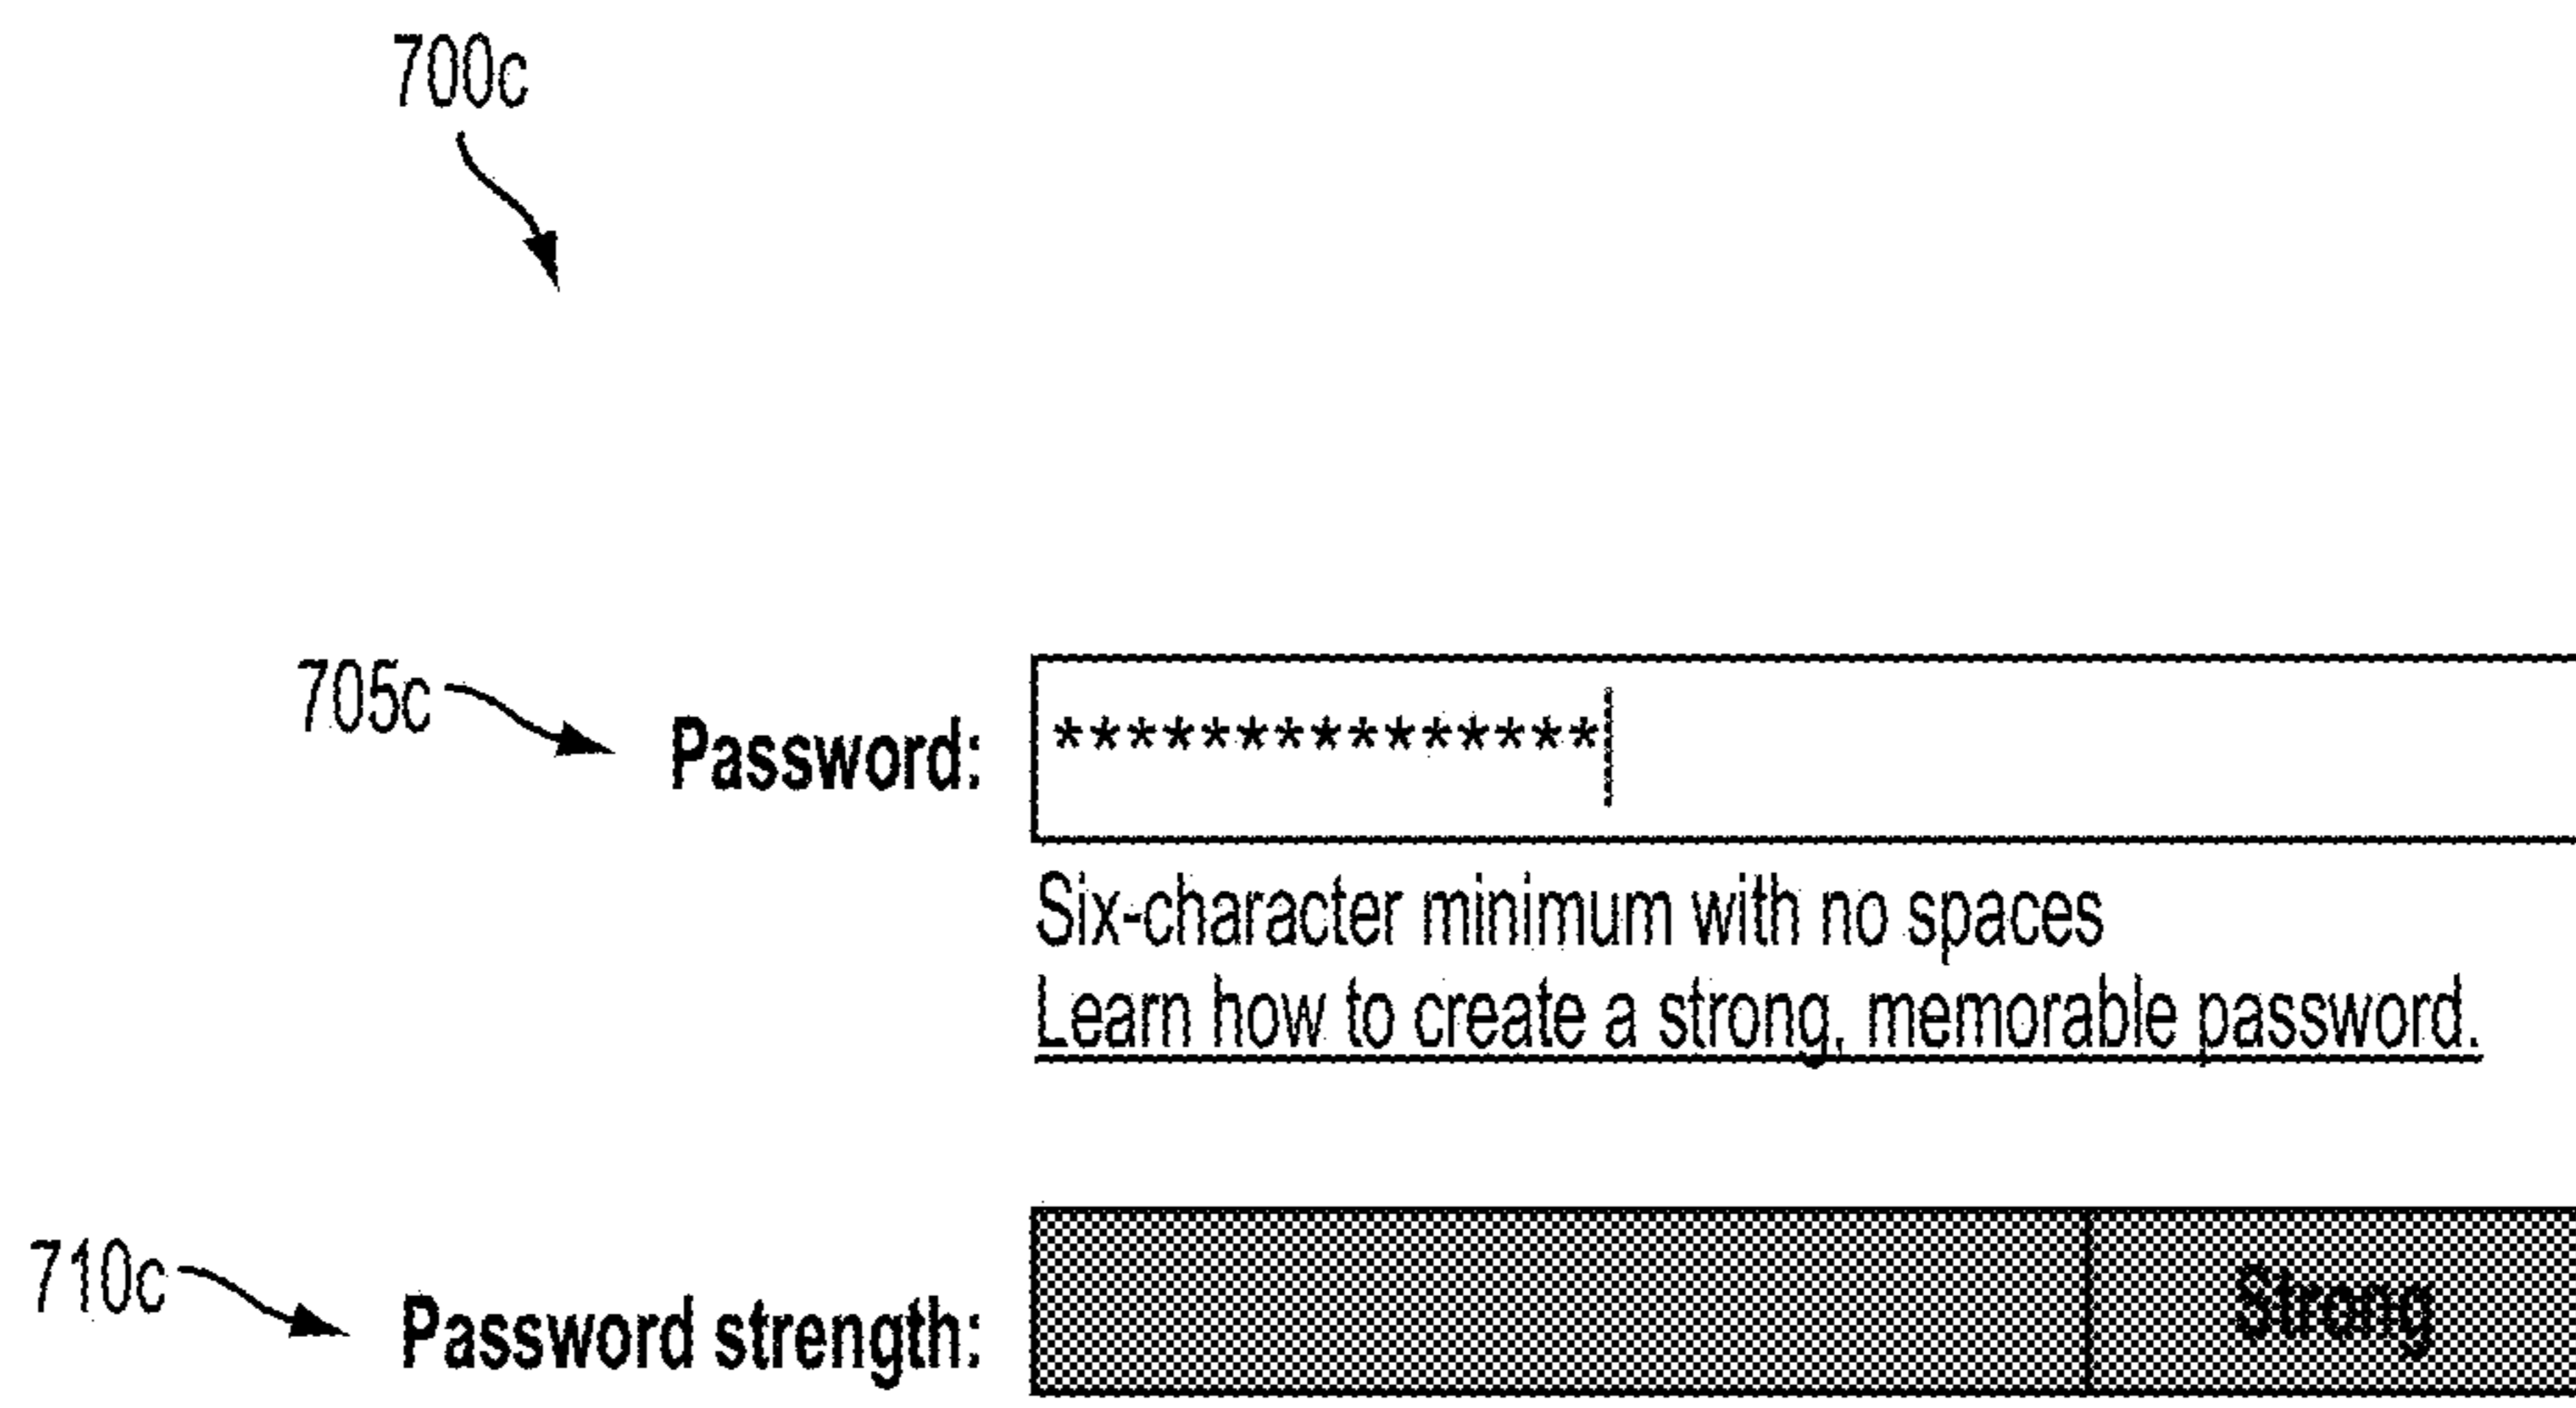 700c
705c
Password: ***************
Six-character minimum with no spaces
Learn how to create a strong, memorable password.
710c
Password strength: Strong